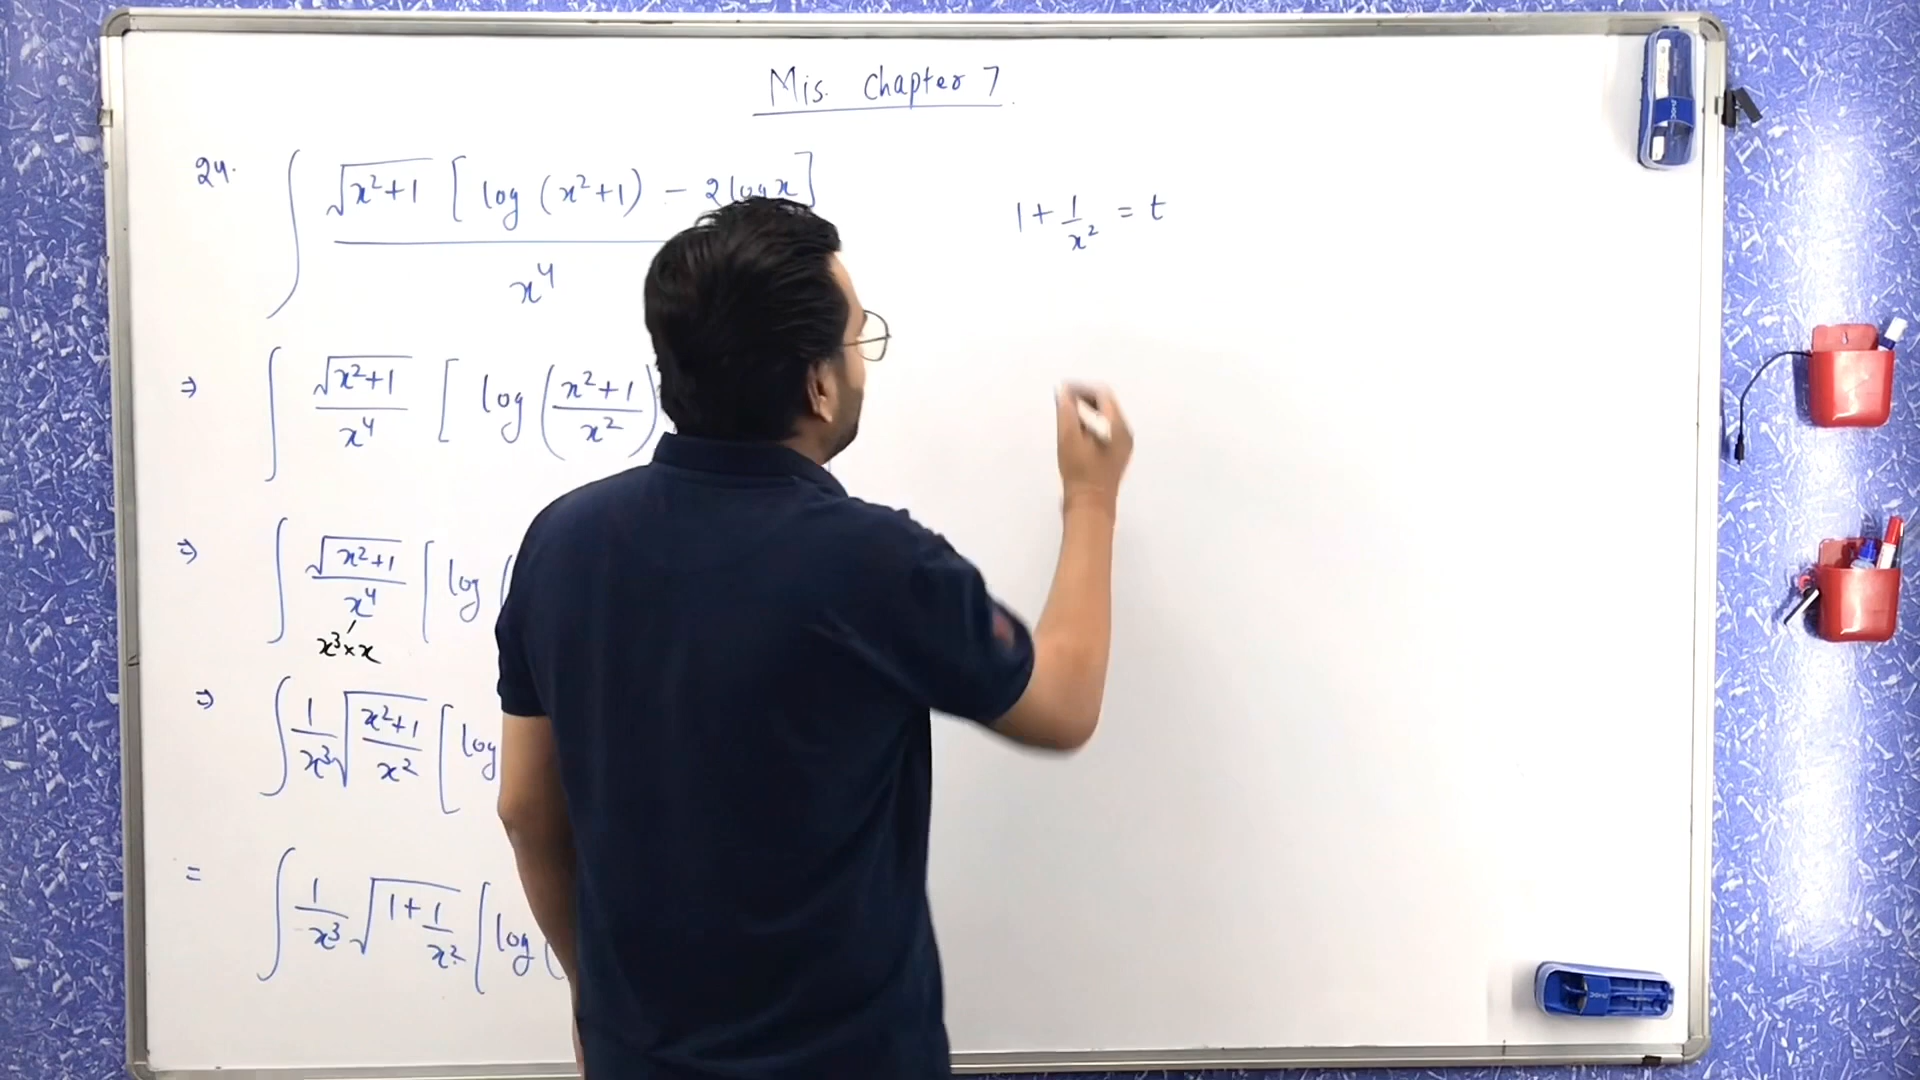 Mis. Chapter 7
24. ∫ √(x²+1) [log (x²+1) − 2 log x] / x⁴
1 + 1/x² = t
⇒ ∫ √(x²+1) / x⁴ [ log ( (x²+1) / x² )
⇒ ∫ √(x²+1) / x⁴ [ log (
x³ × x
⇒ ∫ 1/x³ √( (x²+1) / x² ) [ log
= ∫ 1/x³ √( 1 + 1/x² ) [ log (